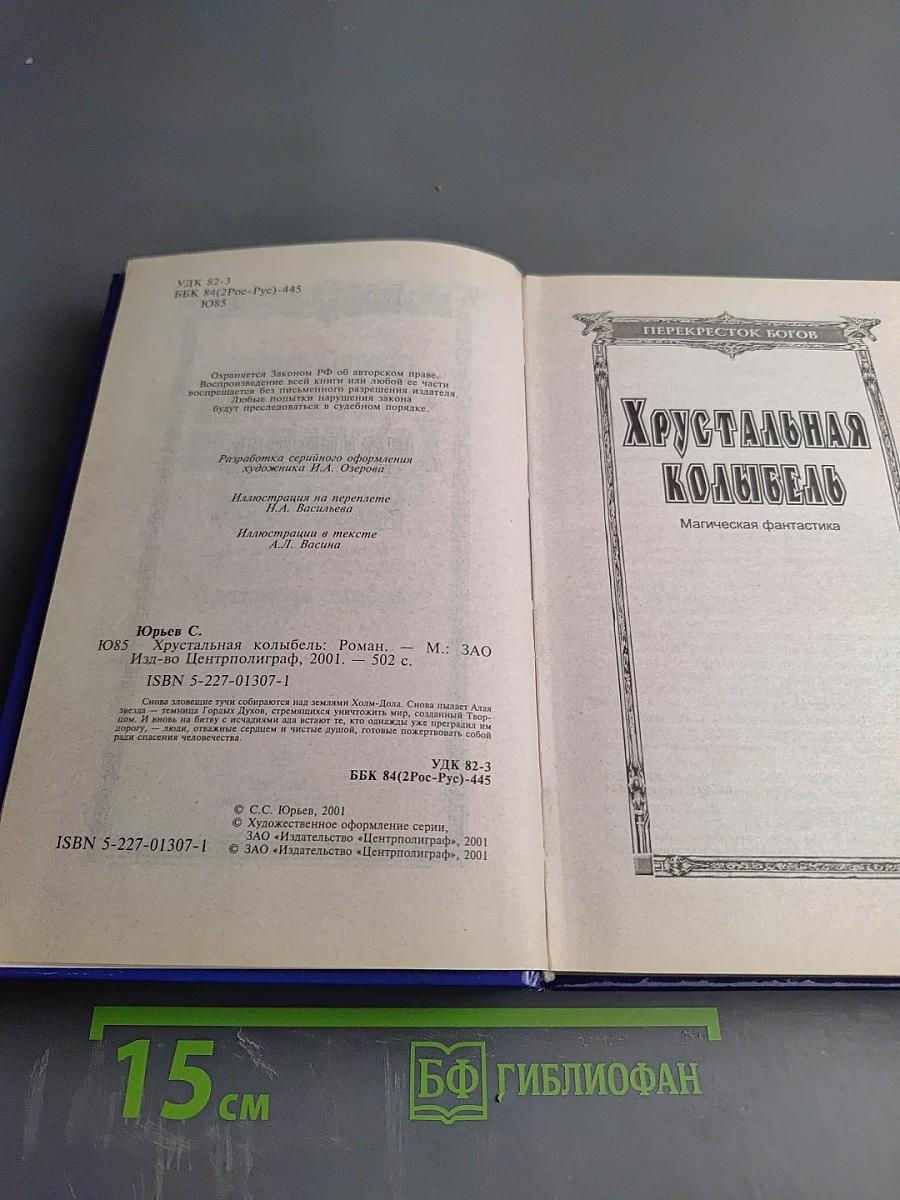 УДК 82-3
ББК 84(2Рос-Рус)-445
Ю85
Охраняется Законом РФ об авторском праве.
Воспроизведение всей книги или любой ее части
воспрещается без письменного разрешения издателя.
Любые попытки нарушения закона
будут преследоваться в судебном порядке.
Разработка серийного оформления
художника И.А. Озерова
Иллюстрация на переплете
Н.А. Васильева
Иллюстрации в тексте
А.Л. Васина
Юрьев С.
Ю85 Хрустальная колыбель: Роман. — М.: ЗАО
Изд-во Центрполиграф, 2001. — 502 с.
ISBN 5-227-01307-1
Снова зловещие тучи собираются над землями Холм-Дола. Снова пылает Алая
звезда — темница Гордых Духов, стремящихся уничтожить мир, созданный Твор-
цом. И вновь на битву с исчадиями ада встают те, кто однажды уже преградил им
дорогу, — люди, отважные сердцем и чистые душой, готовые пожертвовать собой
ради спасения человечества.
УДК 82-3
ББК 84(2Рос-Рус)-445
© С.С. Юрьев, 2001
© Художественное оформление серии,
ЗАО «Издательство «Центрполиграф», 2001
ISBN 5-227-01307-1 © ЗАО «Издательство «Центрполиграф», 2001
ПЕРЕКРЕСТОК БОГОВ
ХРУСТАЛЬНАЯ
КОЛЫБЕЛЬ
Магическая фантастика
15 см
БФ ГИБЛИОФАН